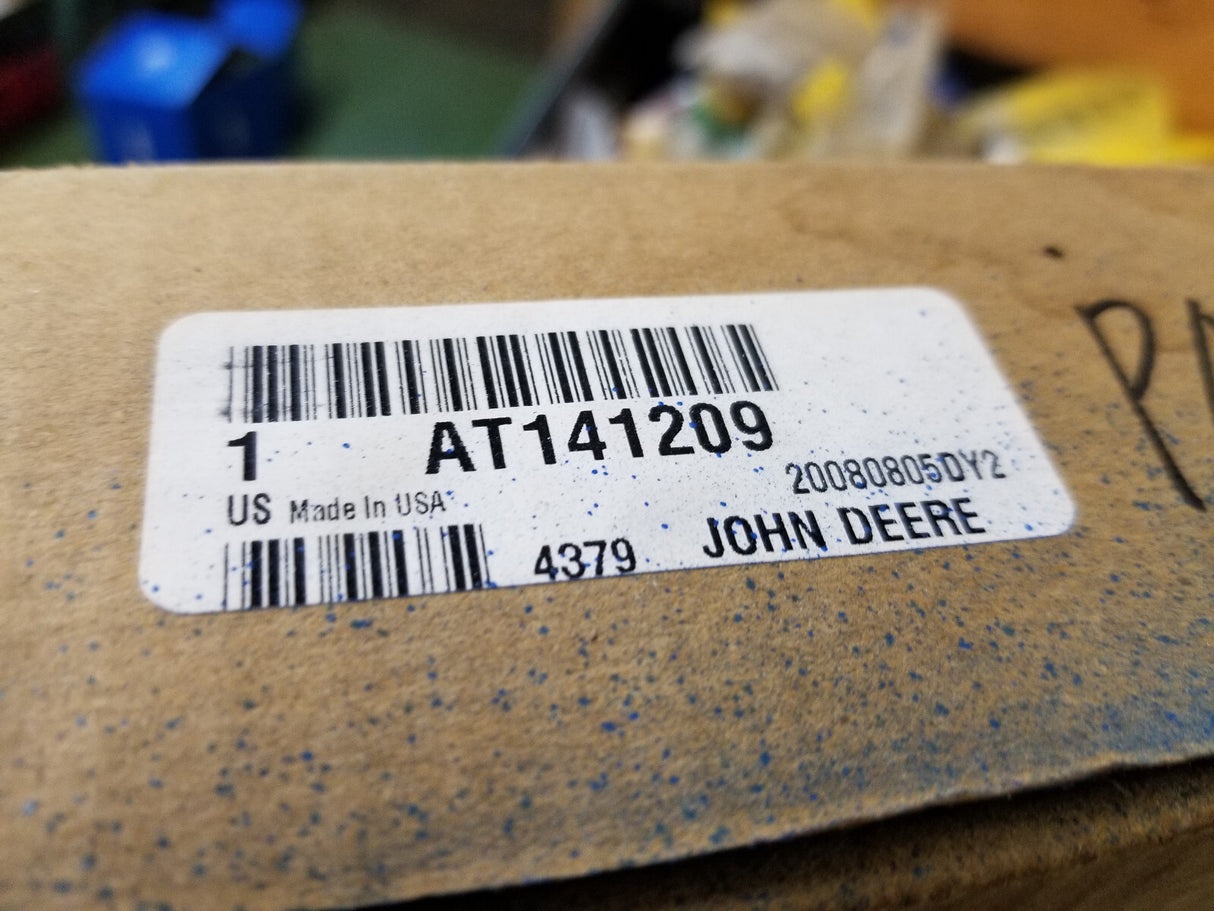 1 AT141209
20080805DY2
US Made In USA
4379 JOHN DEERE